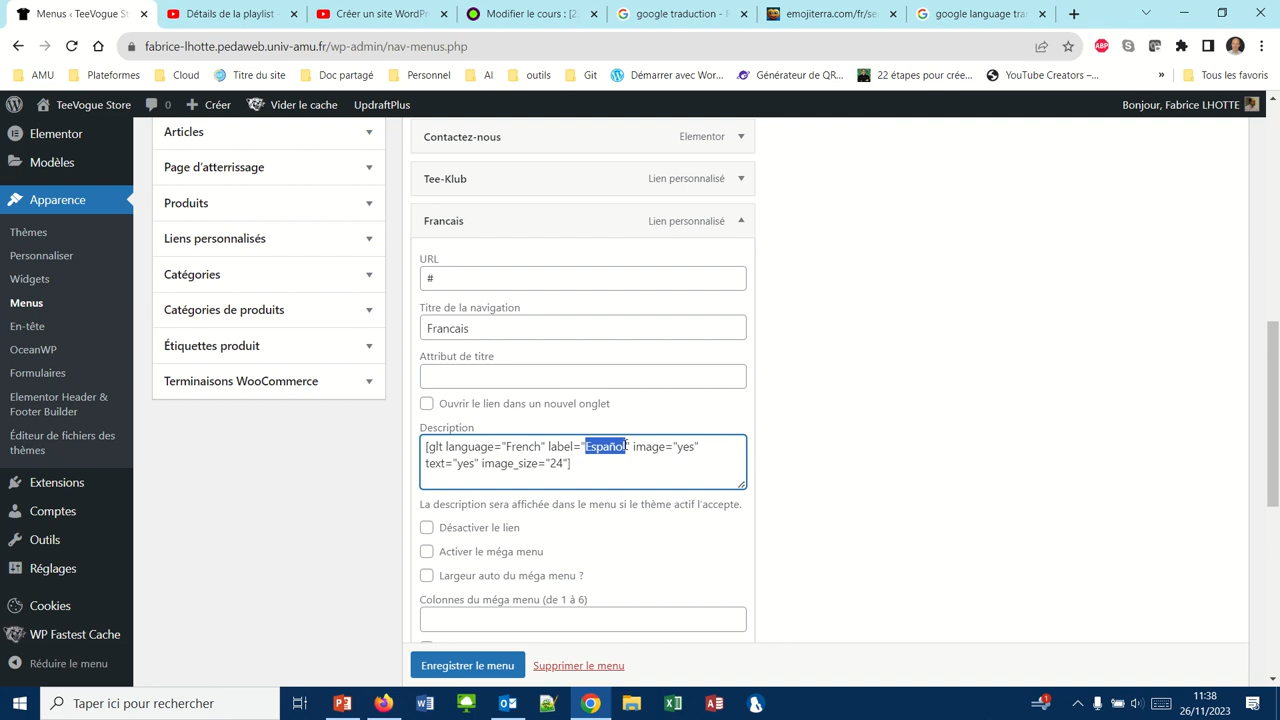 Menus ‹ TeeVogue Sto
Détails de la playlist
Créer un site WordPr
Modifier le cours : [23
google traduction - R
emojiterra.com/fr/se
google language tran
fabrice-lhotte.pedaweb.univ-amu.fr/wp-admin/nav-menus.php
AMU
Plateformes
Cloud
Titre du site
Doc partagé
Personnel
AI
outils
Git
Démarrer avec Wor...
Générateur de QR...
22 étapes pour crée...
YouTube Creators –...
»
Tous les favoris
TeeVogue Store
0
Créer
Vider le cache
UpdraftPlus
Bonjour, Fabrice LHOTTE
Elementor
Modèles
Apparence
Thèmes
Personnaliser
Widgets
Menus
En-tête
OceanWP
Formulaires
Elementor Header &
Footer Builder
Éditeur de fichiers des
thèmes
Extensions
Comptes
Outils
Réglages
Cookies
WP Fastest Cache
Réduire le menu
Articles
Page d’atterrissage
Produits
Liens personnalisés
Catégories
Catégories de produits
Étiquettes produit
Terminaisons WooCommerce
Contactez-nous Elementor
Tee-Klub Lien personnalisé
Francais Lien personnalisé
URL
#
Titre de la navigation
Francais
Attribut de titre
Ouvrir le lien dans un nouvel onglet
Description
[glt language="French" label="Español" image="yes"
text="yes" image_size="24"]
La description sera affichée dans le menu si le thème actif l’accepte.
Désactiver le lien
Activer le méga menu
Largeur auto du méga menu ?
Colonnes du méga menu (de 1 à 6)
Enregistrer le menu
Supprimer le menu
Taper ici pour rechercher
1
11:38
26/11/2023